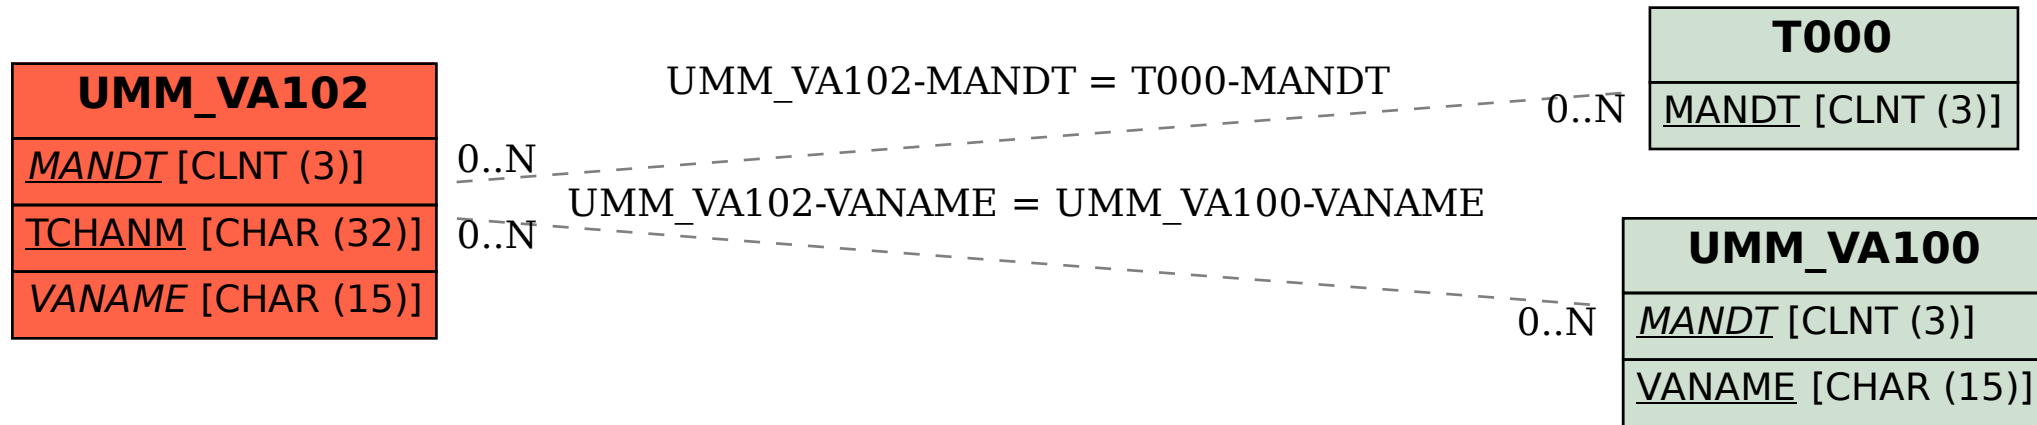 UMM_VA102
MANDT [CLNT (3)]
TCHANM [CHAR (32)]
VANAME [CHAR (15)]
UMM_VA102-MANDT = T000-MANDT
0..N
0..N
UMM_VA102-VANAME = UMM_VA100-VANAME
0..N
0..N
T000
MANDT [CLNT (3)]
UMM_VA100
MANDT [CLNT (3)]
VANAME [CHAR (15)]